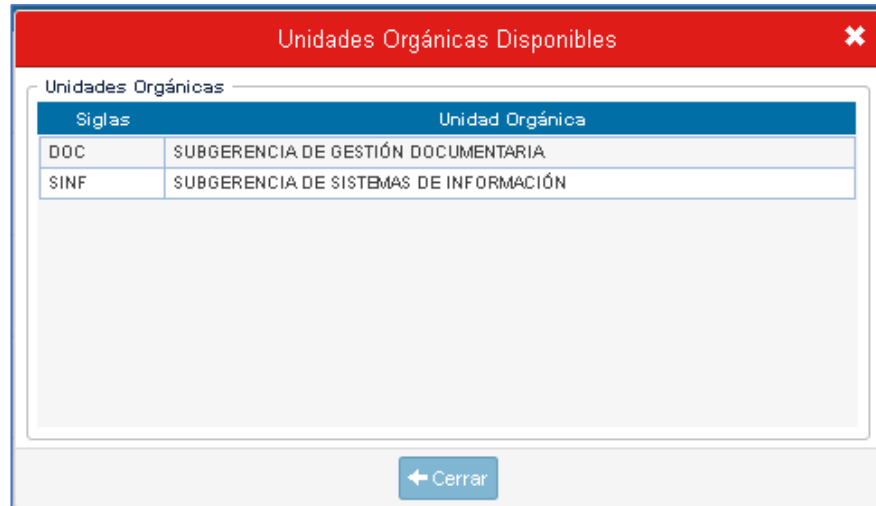 Unidades Orgánicas Disponibles
Unidades Orgánicas
Siglas Unidad Orgánica
DOC SUBGERENCIA DE GESTIÓN DOCUMENTARIA
SINF SUBGERENCIA DE SISTEMAS DE INFORMACIÓN
Cerrar